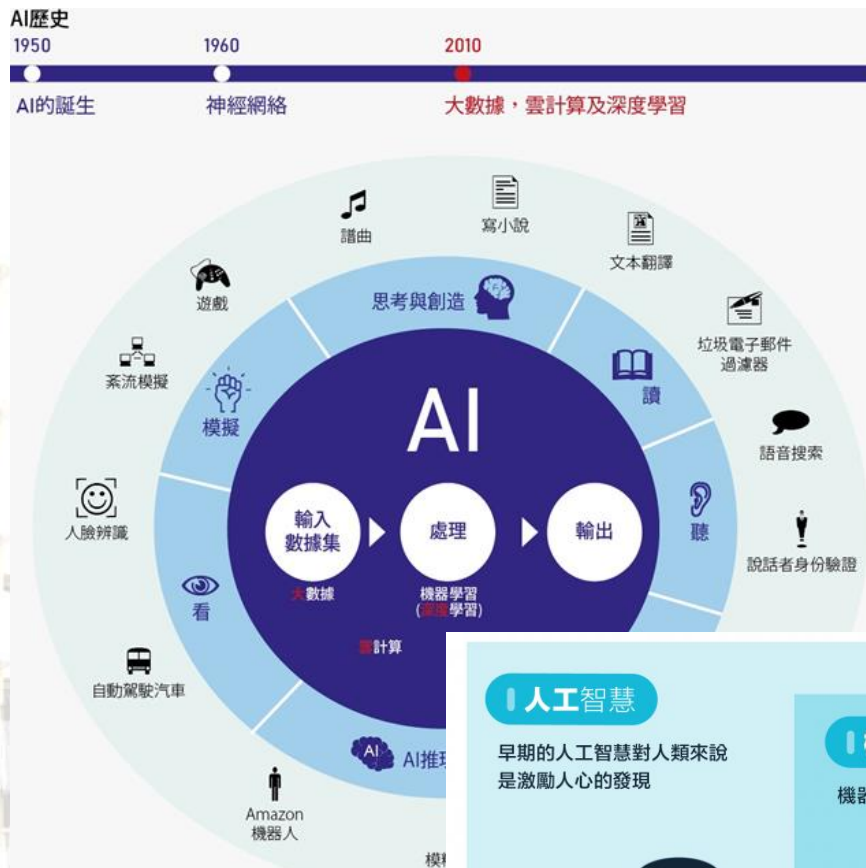 AI歷史
1950
1960
2010
AI的誕生
神經網絡
大數據，雲計算及深度學習
譜曲
寫小說
文本翻譯
遊戲
思考與創造
垃圾電子郵件
過濾器
紊流模擬
模擬
讀
AI
語音搜索
人臉辨識
輸入
數據集
處理
輸出
聽
說話者身份驗證
看
大數據
機器學習
(深度學習)
雲計算
自動駕駛汽車
AI
AI推理
Amazon
機器人
人工智慧
早期的人工智慧對人類來說
是激勵人心的發現
機器